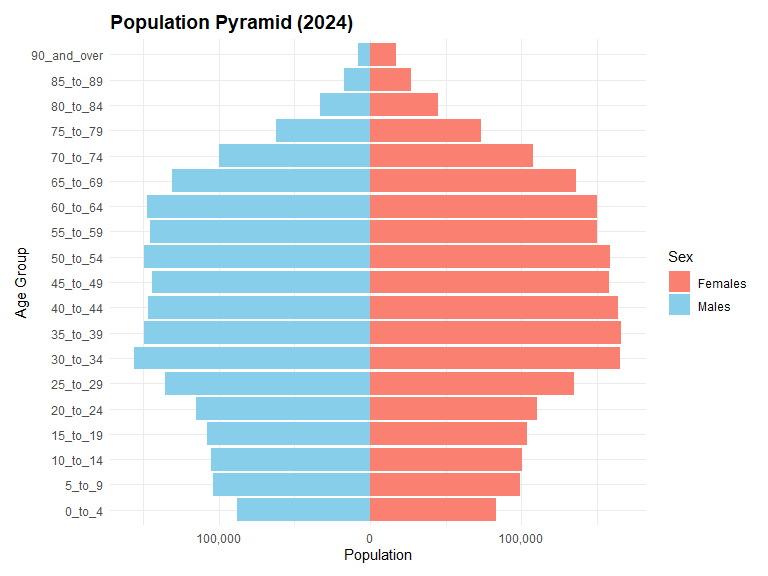 Population Pyramid (2024)
Age Group
90_and_over
85_to_89
80_to_84
75_to_79
70_to_74
65_to_69
60_to_64
55_to_59
50_to_54
45_to_49
40_to_44
35_to_39
30_to_34
25_to_29
20_to_24
15_to_19
10_to_14
5_to_9
0_to_4
100,000 0 100,000
Population
Sex
Females
Males